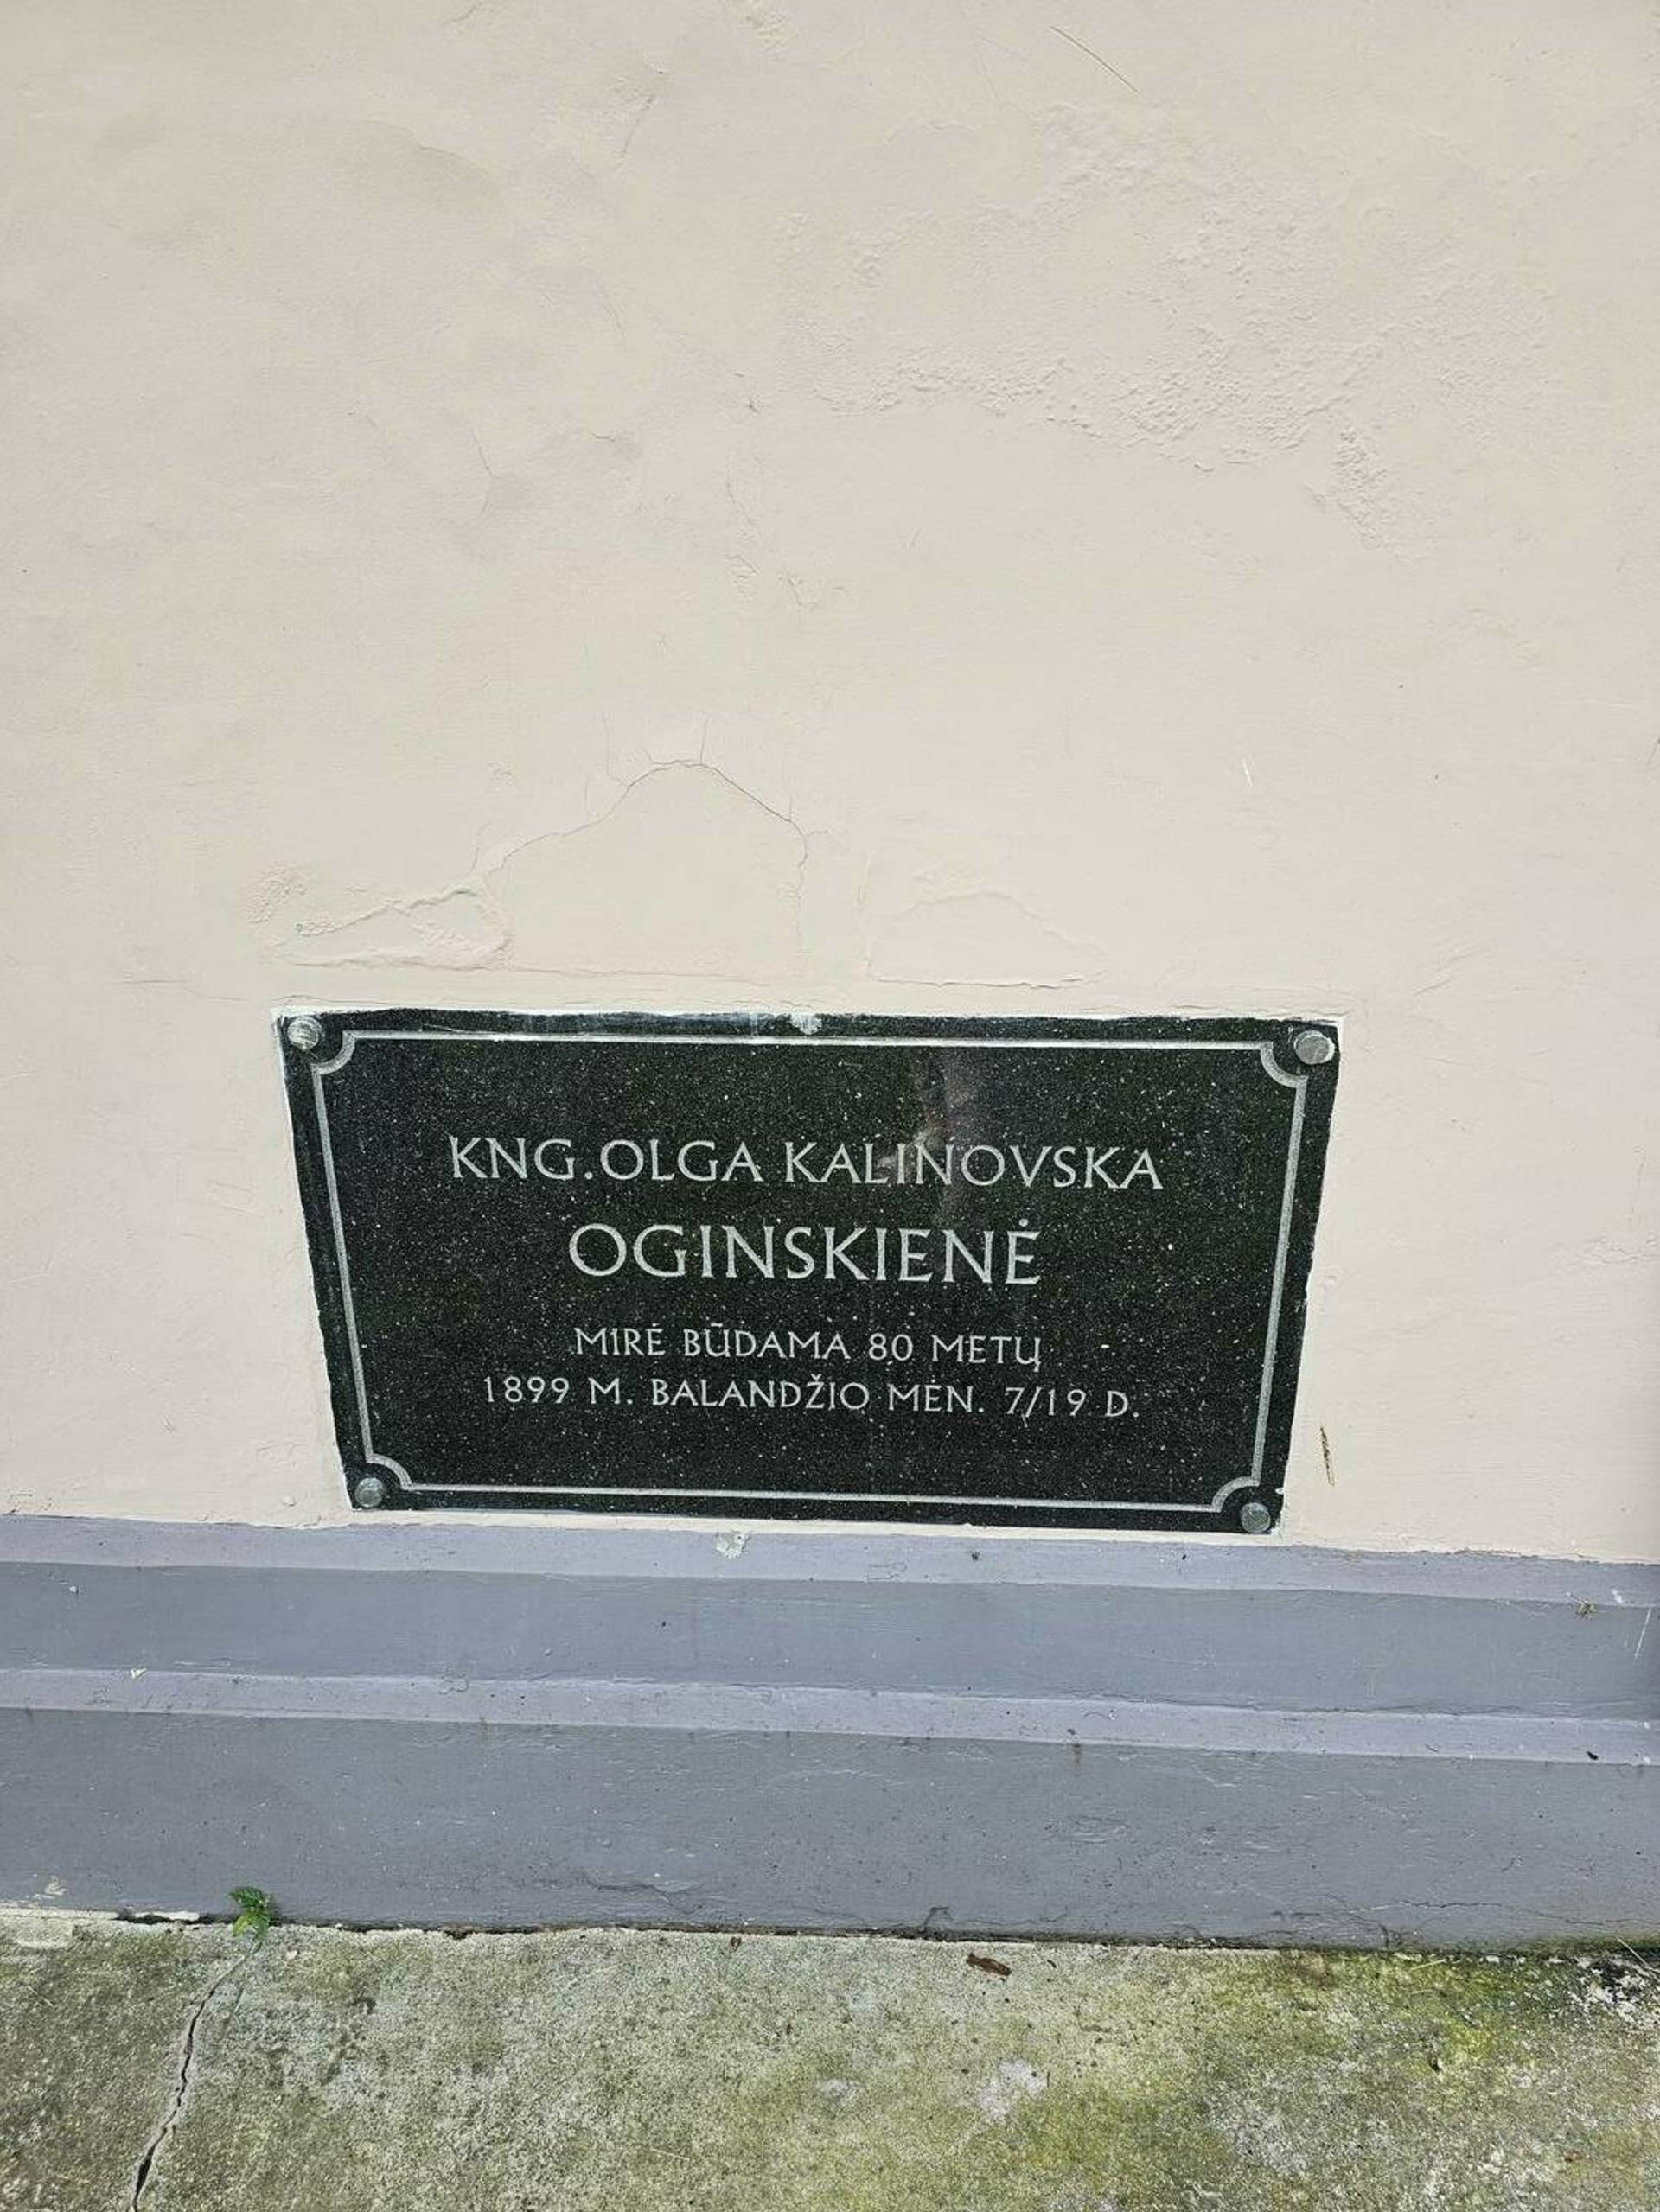 KNG.OLGA KALINOVSKA
OGINSKIENĖ
MIRĖ BŪDAMA 80 METŲ
1899 M. BALANDŽIO MĖN. 7/19 D.